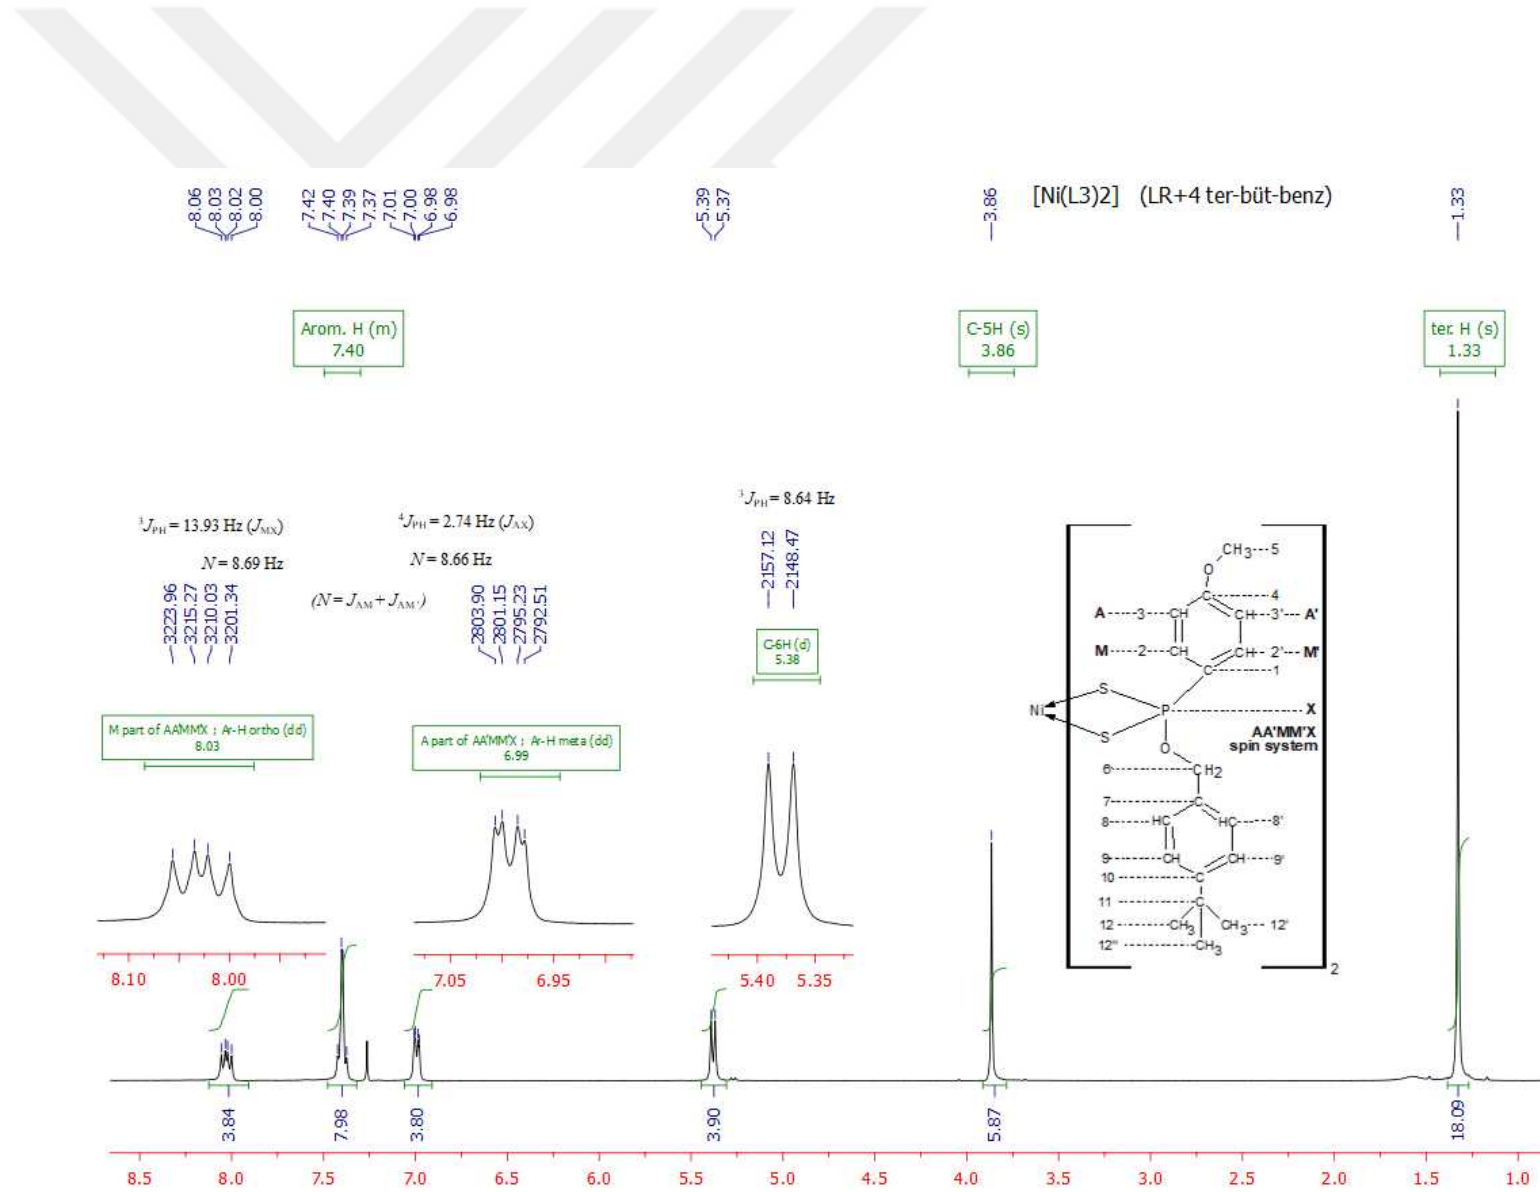 8.06
8.03
8.02
8.00
7.42
7.40
7.39
7.37
7.01
7.00
6.98
6.98
5.39
5.37
3.86
1.33
[Ni(L3)2] (LR+4 ter-büt-benz)
Arom. H (m)
7.40
C-5H (s)
3.86
ter. H (s)
1.33
³J_PH = 13.93 Hz (J_MX)
N = 8.69 Hz
⁴J_PH = 2.74 Hz (J_AX)
N = 8.66 Hz
(N = J_AM + J_AM')
³J_PH = 8.64 Hz
3223.96
3215.27
3210.03
3201.34
2803.90
2801.15
2795.23
2792.51
2157.12
2148.47
M part of AA'MM'X ; Ar-H ortho (dd)
8.03
A part of AA'MM'X ; Ar-H meta (dd)
6.99
C-6H (d)
5.38
8.10 8.00
7.05 6.95
5.40 5.35
CH3 5
O
C 4
A 3 CH CH 3' A'
M 2 CH CH 2' M'
C 1
S
Ni P X
S
AA'MM'X
spin system
O
6 CH2
7 C
8 HC HC 8'
9 CH CH 9'
10 C
11 C
12 CH3 CH3 12'
12" CH3
2
3.84
7.98
3.80
3.90
5.87
18.09
8.5 8.0 7.5 7.0 6.5 6.0 5.5 5.0 4.5 4.0 3.5 3.0 2.5 2.0 1.5 1.0